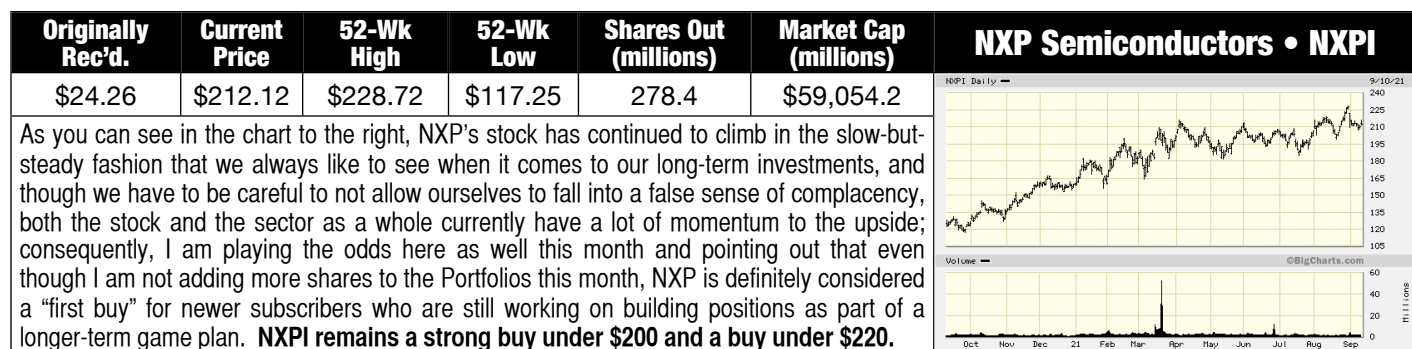 Originally Rec'd.
Current Price
52-Wk High
52-Wk Low
Shares Out (millions)
Market Cap (millions)
$24.26
$212.12
$228.72
$117.25
278.4
$59,054.2
As you can see in the chart to the right, NXP's stock has continued to climb in the slow-but-
steady fashion that we always like to see when it comes to our long-term investments, and
though we have to be careful to not allow ourselves to fall into a false sense of complacency,
both the stock and the sector as a whole currently have a lot of momentum to the upside;
consequently, I am playing the odds here as well this month and pointing out that even
though I am not adding more shares to the Portfolios this month, NXP is definitely considered
a “first buy” for newer subscribers who are still working on building positions as part of a
longer-term game plan. NXPI remains a strong buy under $200 and a buy under $220.
NXP Semiconductors • NXPI
NXPI Daily
9/10/21
240
225
210
195
180
165
150
135
120
105
Volume
©BigCharts.com
60
40
20
0
Millions
Oct Nov Dec 21 Feb Mar Apr May Jun Jul Aug Sep